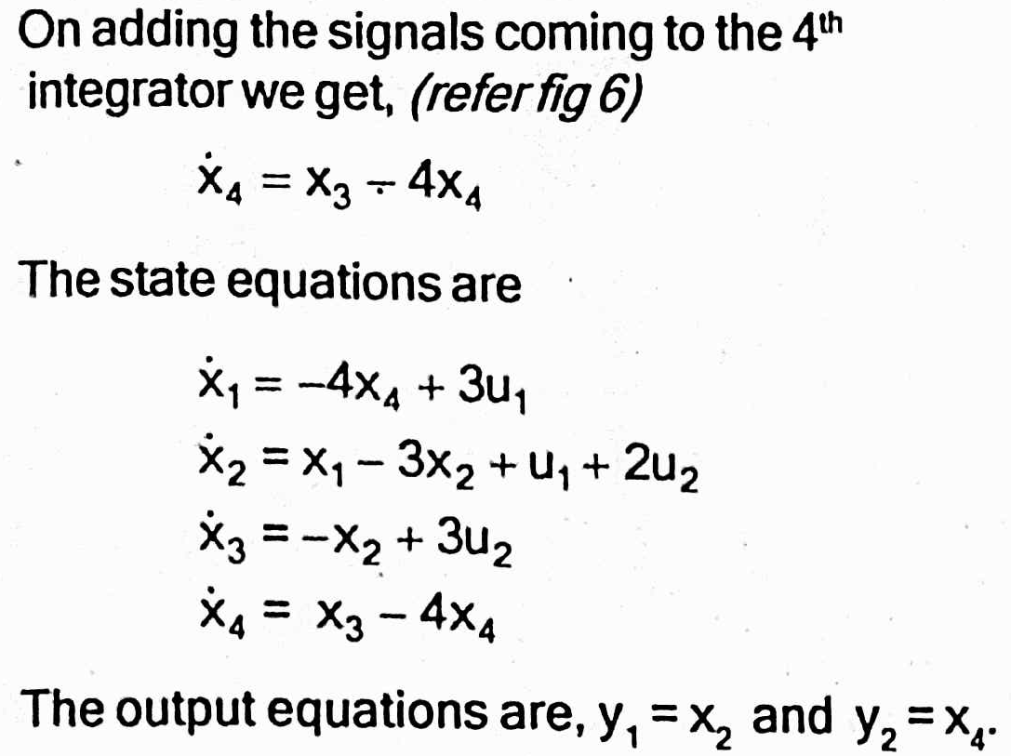 On adding the signals coming to the 4ᵗʰ
integrator we get, (refer fig 6)
ẋ₄ = x₃ − 4x₄
The state equations are
ẋ₁ = −4x₄ + 3u₁
ẋ₂ = x₁ − 3x₂ + u₁ + 2u₂
ẋ₃ = −x₂ + 3u₂
ẋ₄ = x₃ − 4x₄
The output equations are, y₁ = x₂ and y₂ = x₄.